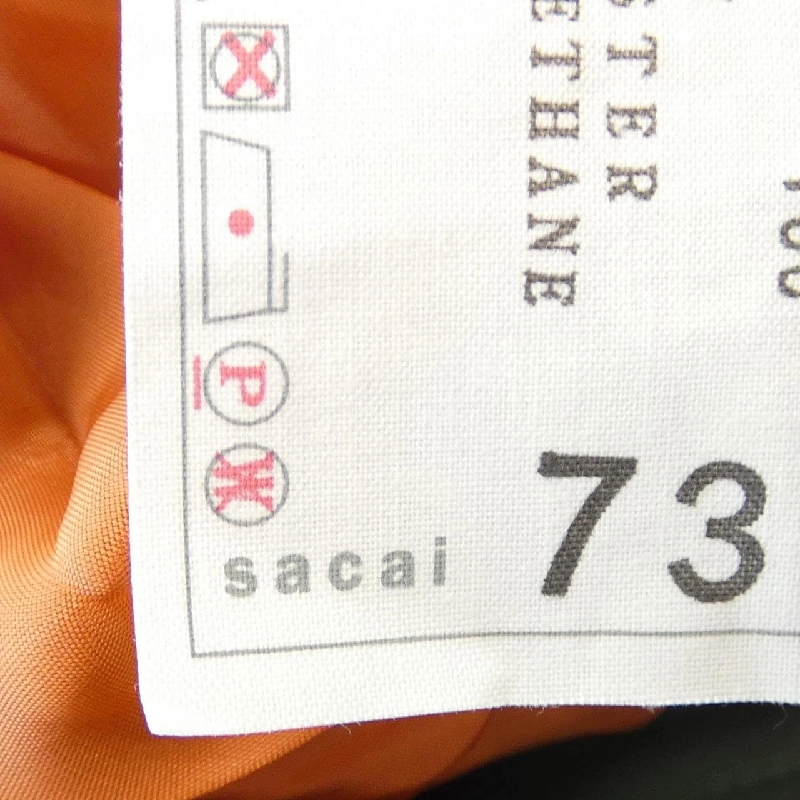 STER
ETHANE
P
W
sacai
73